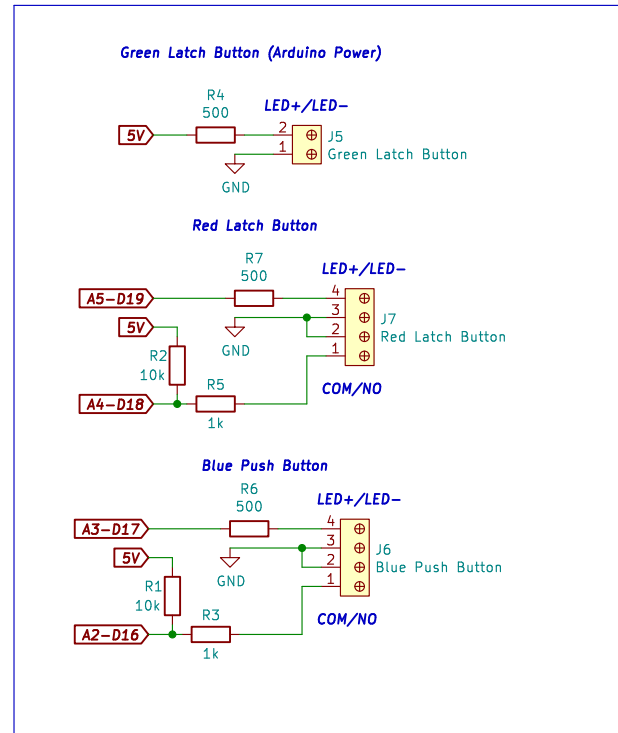 Green Latch Button (Arduino Power)
R4
500
LED+/LED-
5V
2
1
J5
Green Latch Button
GND
Red Latch Button
R7
500
LED+/LED-
A5-D19
4
3
2
1
J7
Red Latch Button
5V
GND
R2
10k
R5
1k
A4-D18
COM/NO
Blue Push Button
R6
500
LED+/LED-
A3-D17
4
3
2
1
J6
Blue Push Button
5V
GND
R1
10k
R3
1k
A2-D16
COM/NO